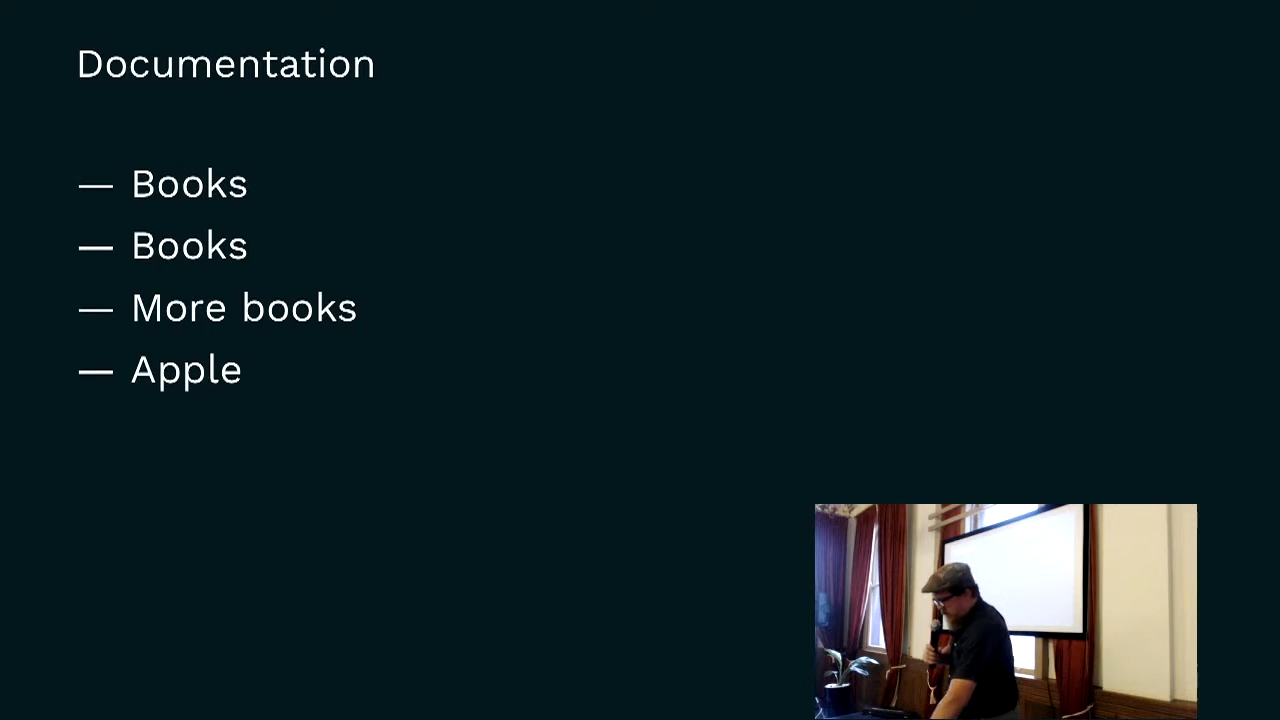 Documentation
— Books
— Books
— More books
— Apple